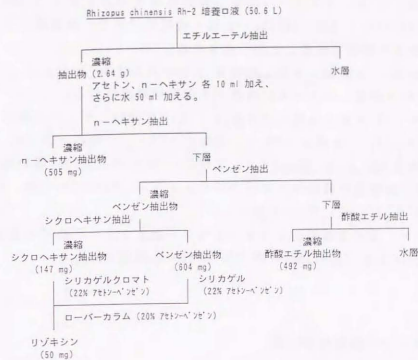 Rhizopus chinensis Rh-2 培養ロ液 (50.6 L)
エチルエーテル抽出
濃縮
抽出物
水層
(2.64 g)
アセトン、n-ヘキサン 各 10 ml 加え、
さらに水 50 ml 加える。
n-ヘキサン抽出
濃縮
n-ヘキサン抽出物
(505 mg)
下層
ベンゼン抽出
濃縮
ベンゼン抽出物
下層
シクロヘキサン抽出
酢酸エチル抽出
濃縮
シクロヘキサン抽出物
(147 mg)
ベンゼン抽出物
(604 mg)
濃縮
酢酸エチル抽出物
(492 mg)
水層
シリカゲルクロマト
(22% アセトン-ベンゼン)
シリカゲル
(22% アセトン-ベンゼン)
ローバーカラム (20% アセトン-ベンゼン)
リゾキシン
(50 mg)